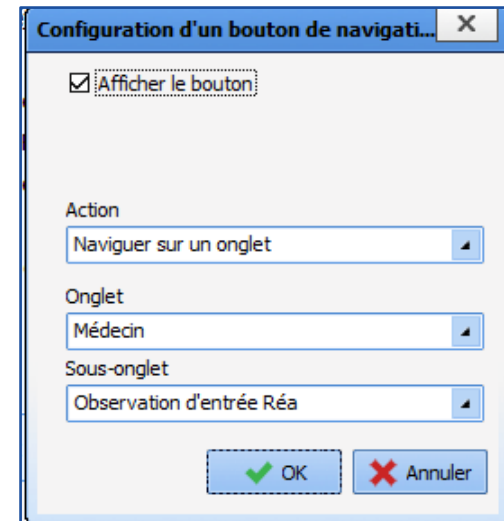 Configuration d'un bouton de navigati...
Afficher le bouton
Action
Naviguer sur un onglet
Onglet
Médecin
Sous-onglet
Observation d'entrée Réa
OK Annuler